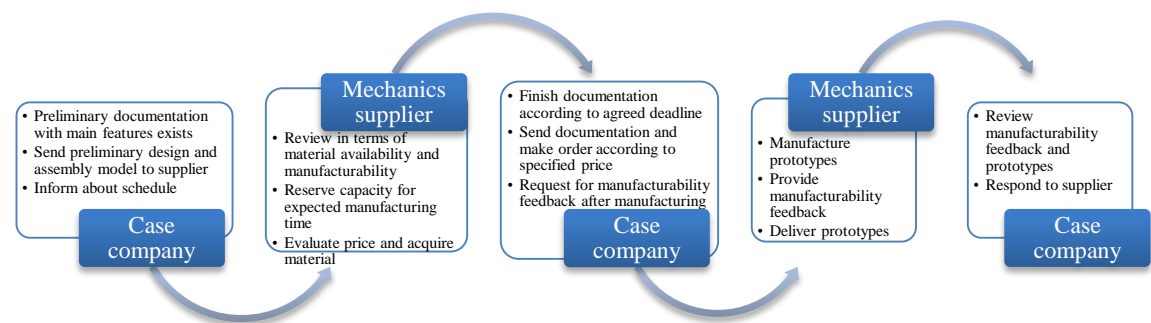 • Preliminary documentation
with main features exists
• Send preliminary design and
assembly model to supplier
• Inform about schedule
Case
company
Mechanics
supplier
• Review in terms of
material availability and
manufacturability
• Reserve capacity for
expected manufacturing
time
• Evaluate price and acquire
material
• Finish documentation
according to agreed deadline
• Send documentation and
make order according to
specified price
• Request for manufacturability
feedback after manufacturing
Case
company
Mechanics
supplier
• Manufacture
prototypes
• Provide
manufacturability
feedback
• Deliver prototypes
• Review
manufacturability
feedback and
prototypes
• Respond to supplier
Case
company